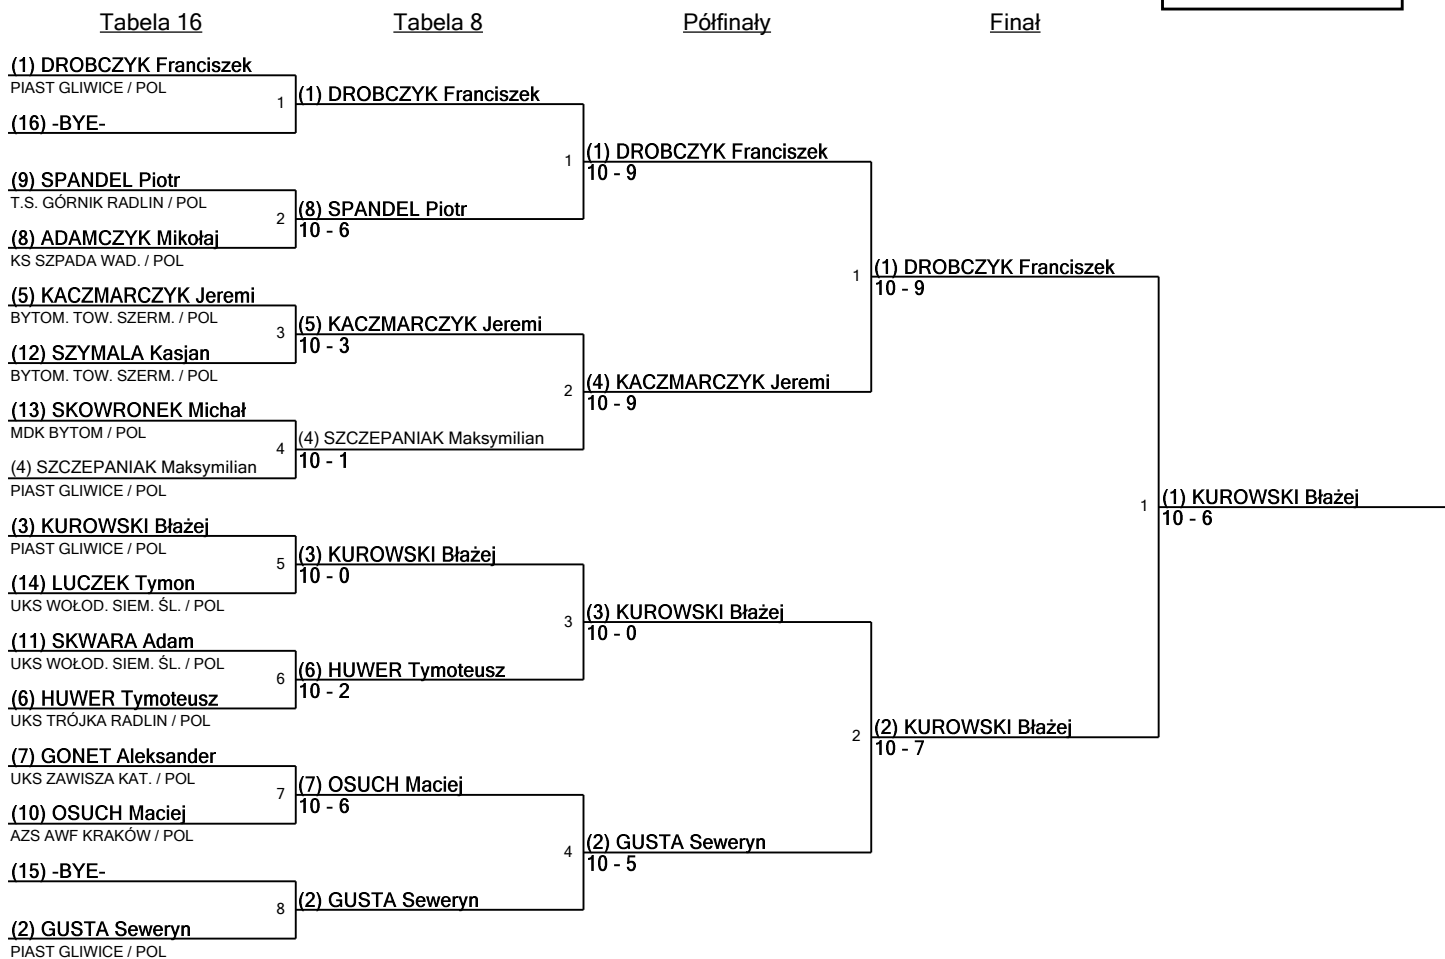 Tabela 16
Tabela 8
Półfinały
Finał
(1) DROBCZYK Franciszek
PIAST GLIWICE / POL
1
(16) -BYE-
(9) SPANDEL Piotr
T.S. GÓRNIK RADLIN / POL
2
(8) ADAMCZYK Mikołaj
KS SZPADA WAD. / POL
(5) KACZMARCZYK Jeremi
BYTOM. TOW. SZERM. / POL
3
(12) SZYMALA Kasjan
BYTOM. TOW. SZERM. / POL
(13) SKOWRONEK Michał
MDK BYTOM / POL
4
(4) SZCZEPANIAK Maksymilian
PIAST GLIWICE / POL
(3) KUROWSKI Błażej
PIAST GLIWICE / POL
5
(14) LUCZEK Tymon
UKS WOŁOD. SIEM. ŚL. / POL
(11) SKWARA Adam
UKS WOŁOD. SIEM. ŚL. / POL
6
(6) HUWER Tymoteusz
UKS TRÓJKA RADLIN / POL
(7) GONET Aleksander
UKS ZAWISZA KAT. / POL
7
(10) OSUCH Maciej
AZS AWF KRAKÓW / POL
(15) -BYE-
8
(2) GUSTA Seweryn
PIAST GLIWICE / POL
(1) DROBCZYK Franciszek
1
(8) SPANDEL Piotr
10 - 6
(5) KACZMARCZYK Jeremi
10 - 3
2
(4) SZCZEPANIAK Maksymilian
10 - 1
(3) KUROWSKI Błażej
10 - 0
3
(6) HUWER Tymoteusz
10 - 2
(7) OSUCH Maciej
10 - 6
4
(2) GUSTA Seweryn
(1) DROBCZYK Franciszek
10 - 9
1
(4) KACZMARCZYK Jeremi
10 - 9
(3) KUROWSKI Błażej
10 - 0
2
(2) GUSTA Seweryn
10 - 5
(1) DROBCZYK Franciszek
10 - 9
1
(2) KUROWSKI Błażej
10 - 7
(1) KUROWSKI Błażej
10 - 6